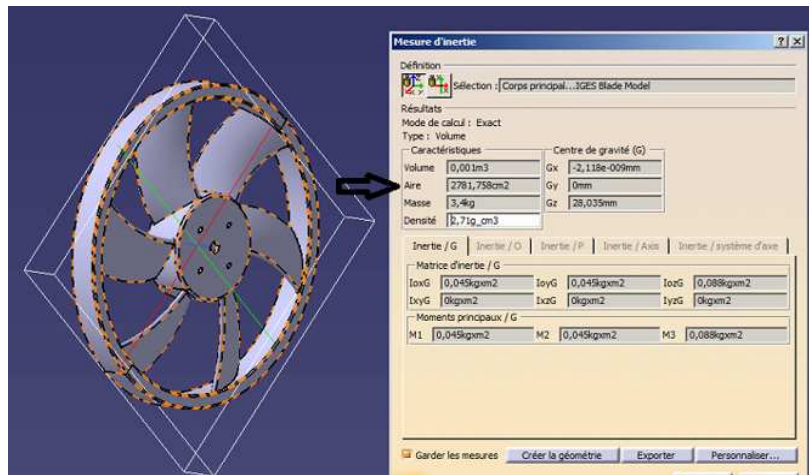 Mesure d'inertie
Définition
Sélection : Corps principal...IGES Blade Model
Résultats
Mode de calcul : Exact
Type : Volume
Caractéristiques Centre de gravité (G)
Volume 0,001m3 Gx -2,118e-009mm
Aire 2781,758cm2 Gy 0mm
Masse 3,4kg Gz 28,035mm
Densité 2,71g_cm3
Inertie / G Inertie / O Inertie / P Inertie / Axis Inertie / système d'axe
Matrice d'inertie / G
IoxG 0,045kgxm2 IoyG 0,045kgxm2 IozG 0,088kgxm2
IxyG 0kgxm2 IxzG 0kgxm2 IyzG 0kgxm2
Moments principaux / G
M1 0,045kgxm2 M2 0,045kgxm2 M3 0,088kgxm2
Garder les mesures Créer la géométrie Exporter Personnaliser...